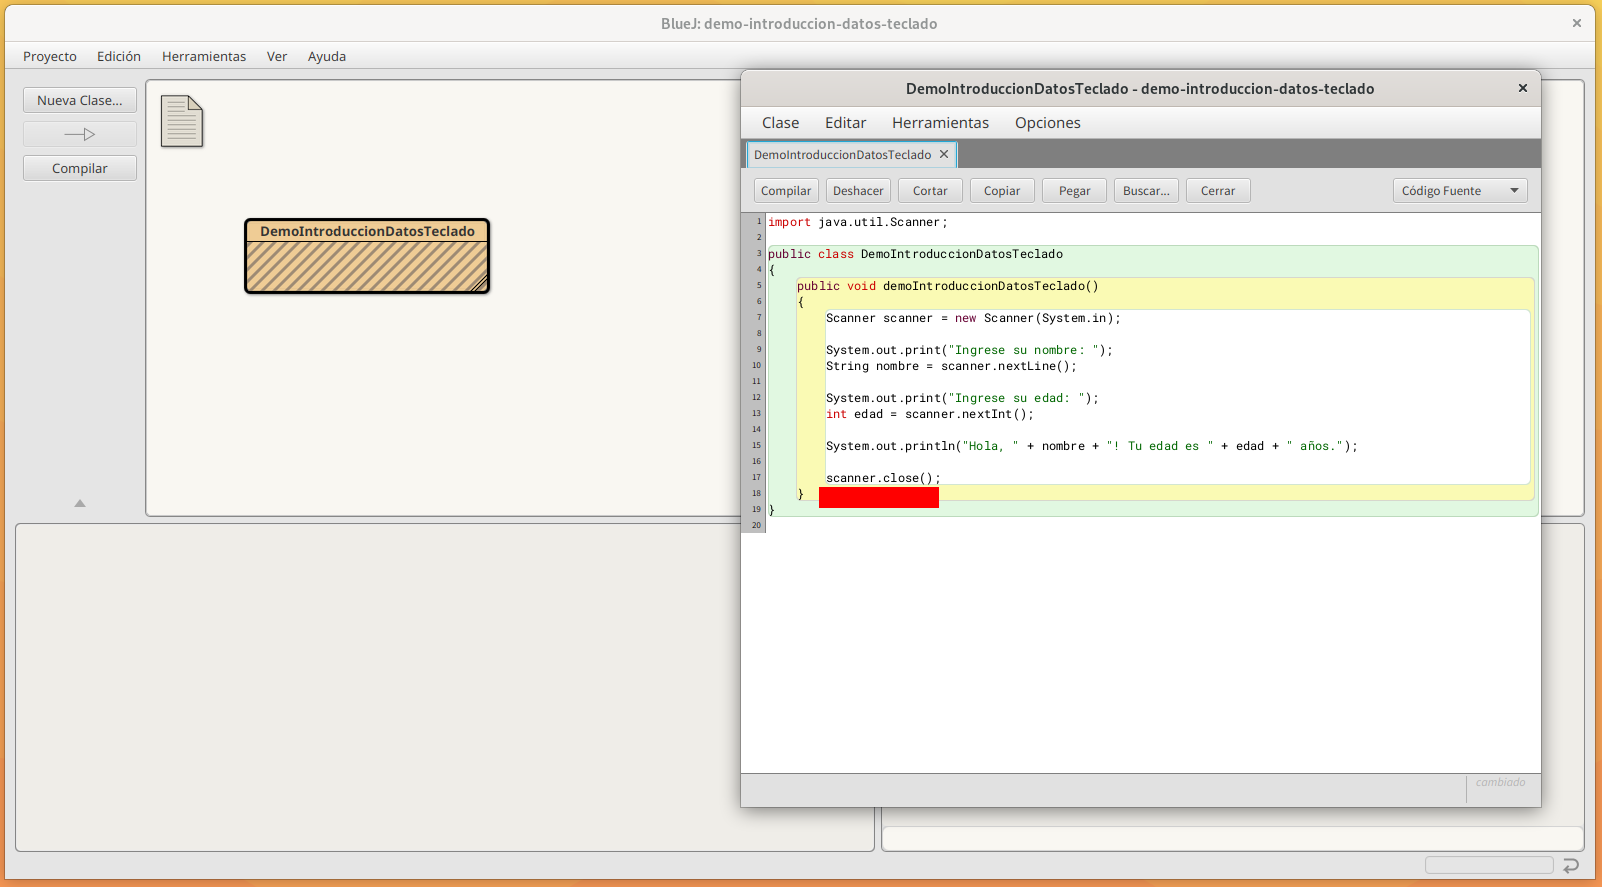 BlueJ: demo-introduccion-datos-teclado
Proyecto Edición Herramientas Ver Ayuda
Nueva Clase...
Compilar
DemoIntroduccionDatosTeclado
DemoIntroduccionDatosTeclado - demo-introduccion-datos-teclado
Clase Editar Herramientas Opciones
DemoIntroduccionDatosTeclado
Compilar Deshacer Cortar Copiar Pegar Buscar... Cerrar Código Fuente
1 import java.util.Scanner;
2
3 public class DemoIntroduccionDatosTeclado
4 {
5 public void demoIntroduccionDatosTeclado()
6 {
7 Scanner scanner = new Scanner(System.in);
8
9 System.out.print("Ingrese su nombre: ");
10 String nombre = scanner.nextLine();
11
12 System.out.print("Ingrese su edad: ");
13 int edad = scanner.nextInt();
14
15 System.out.println("Hola, " + nombre + "! Tu edad es " + edad + " años.");
16
17 scanner.close();
18 }
19 }
20
cambiado